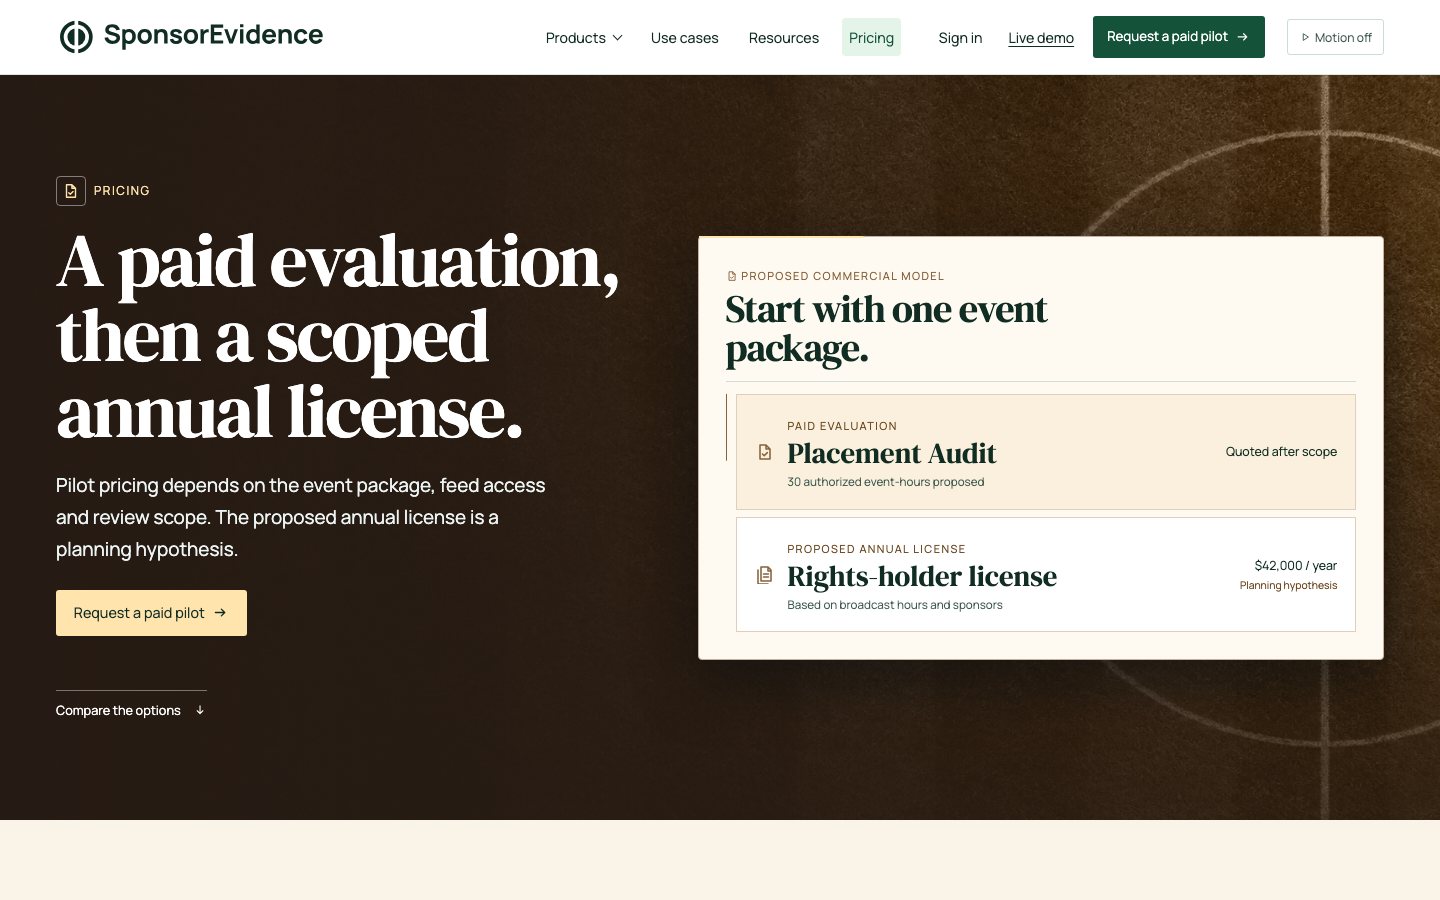 SponsorEvidence
Products
Use cases
Resources
Pricing
Sign in
Live demo
Request a paid pilot →
Motion off
PRICING
A paid evaluation,
then a scoped
annual license.
Pilot pricing depends on the event package, feed access
and review scope. The proposed annual license is a
planning hypothesis.
Request a paid pilot →
Compare the options ↓
PROPOSED COMMERCIAL MODEL
Start with one event
package.
PAID EVALUATION
Placement Audit
30 authorized event-hours proposed
Quoted after scope
PROPOSED ANNUAL LICENSE
Rights-holder license
Based on broadcast hours and sponsors
$42,000 / year
Planning hypothesis